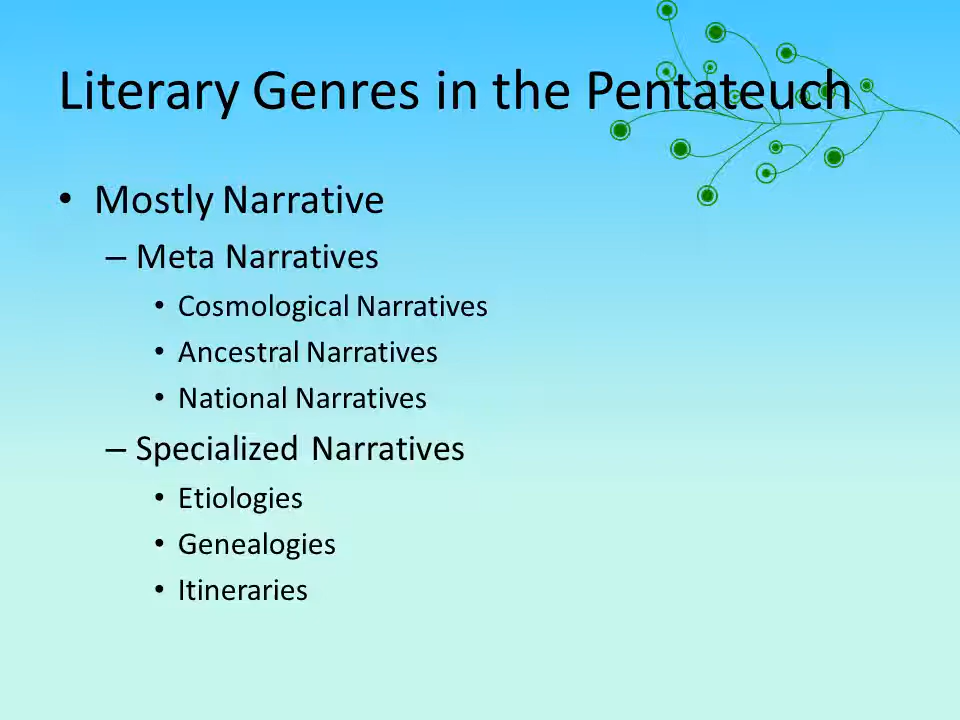 Literary Genres in the Pentateuch
• Mostly Narrative
– Meta Narratives
• Cosmological Narratives
• Ancestral Narratives
• National Narratives
– Specialized Narratives
• Etiologies
• Genealogies
• Itineraries